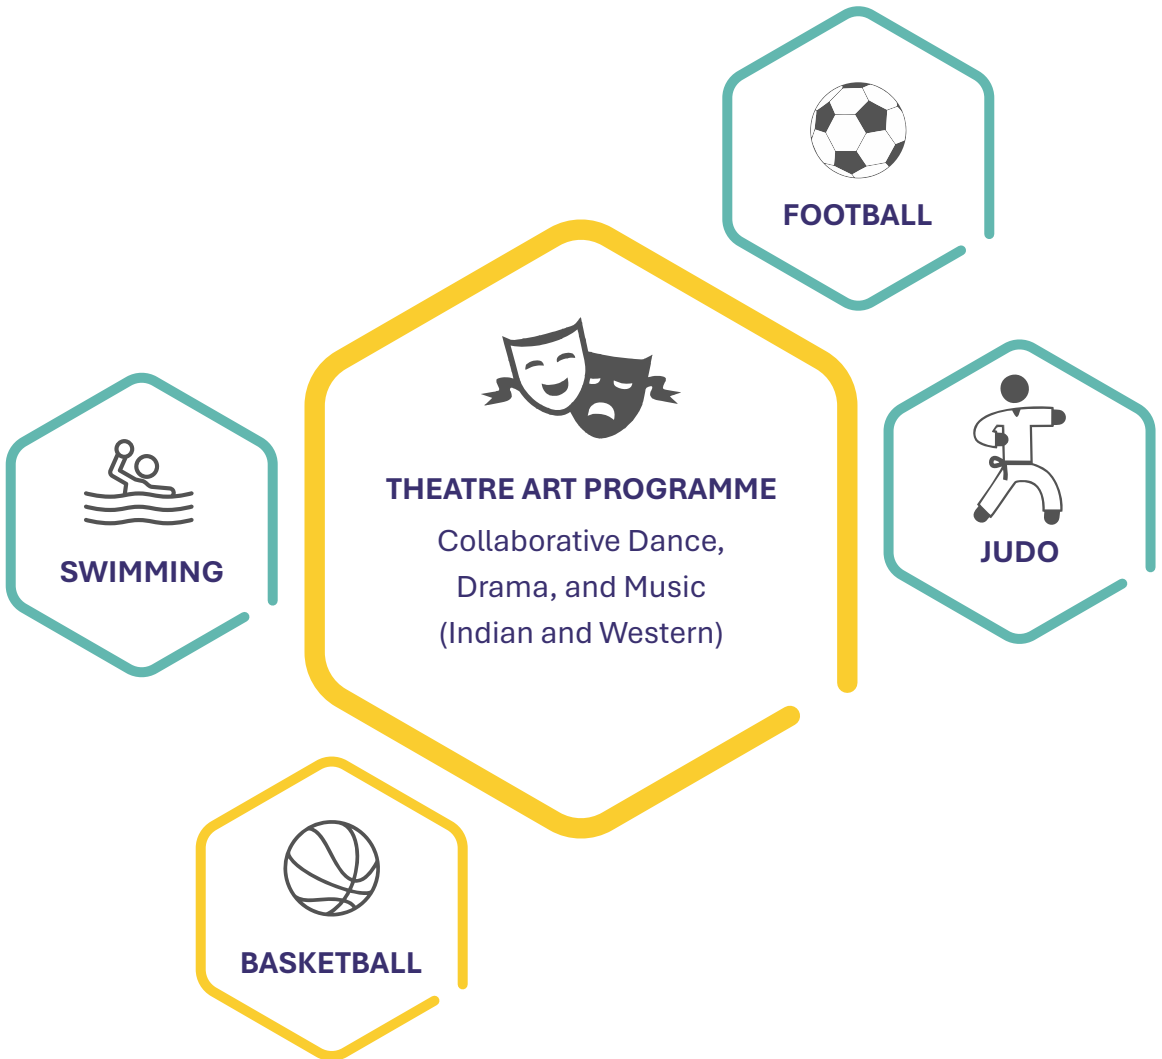 FOOTBALL
THEATRE ART PROGRAMME
Collaborative Dance,
Drama, and Music
(Indian and Western)
JUDO
SWIMMING
BASKETBALL